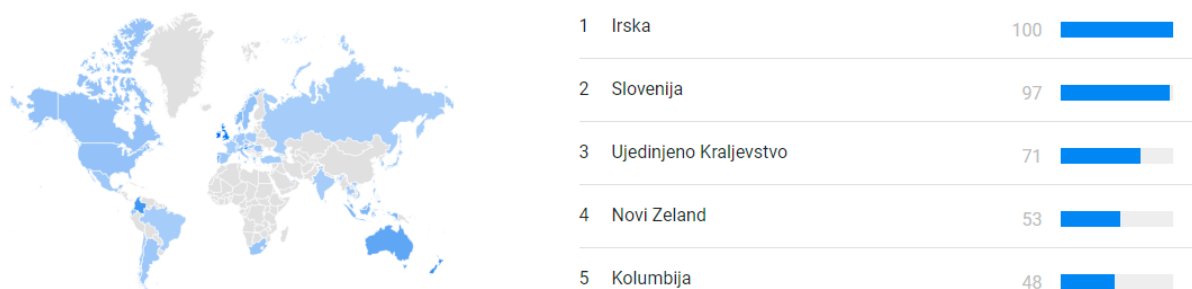 1 Irska 100
2 Slovenija 97
3 Ujedinjeno Kraljevstvo 71
4 Novi Zeland 53
5 Kolumbija 48